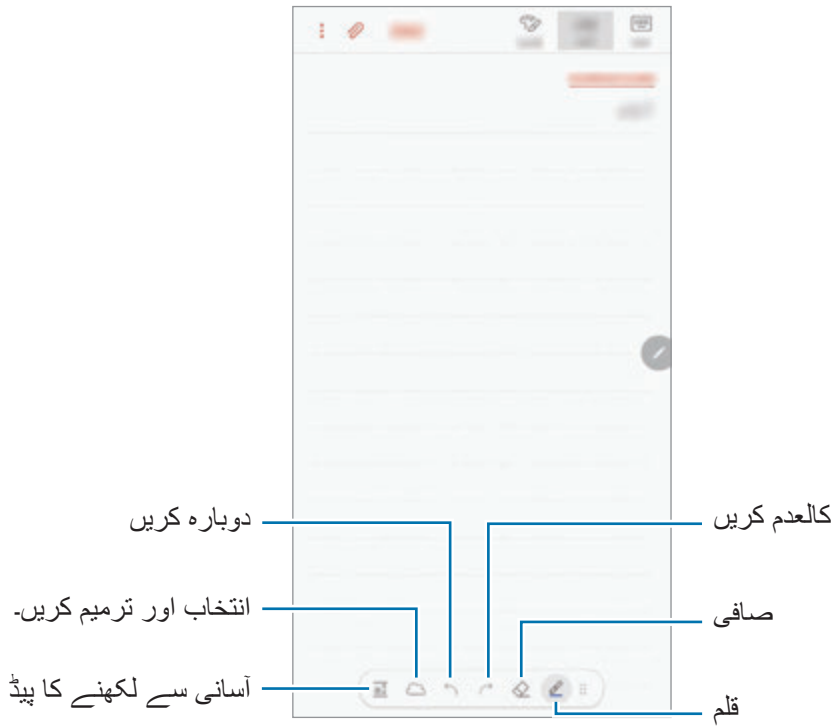 کالعدم کریں
دوبارہ کریں
صافی
انتخاب اور ترمیم کریں۔
قلم
آسانی سے لکھنے کا پیڈ